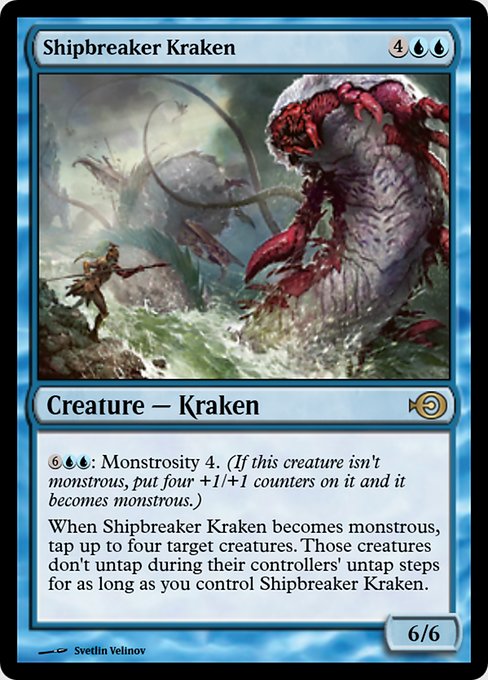 Shipbreaker Kraken 4
Creature — Kraken
6: Monstrosity 4. (If this creature isn't
monstrous, put four +1/+1 counters on it and it
becomes monstrous.)
When Shipbreaker Kraken becomes monstrous,
tap up to four target creatures. Those creatures
don't untap during their controllers' untap steps
for as long as you control Shipbreaker Kraken.
6/6
Svetlin Velinov